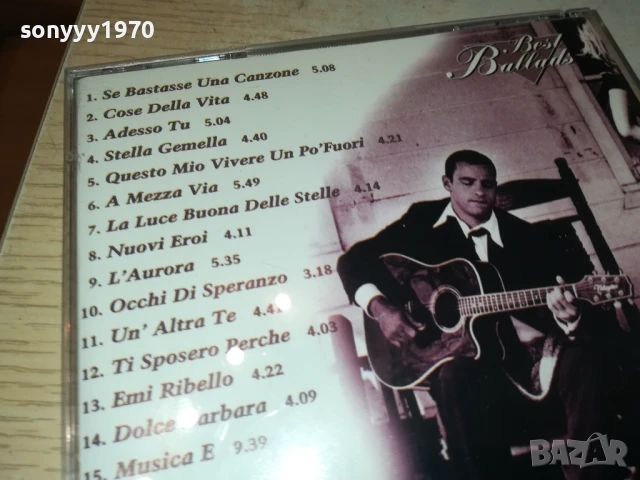 sonyyy1970
Best
Ballads
1. Se Bastasse Una Canzone 5.08
2. Cose Della Vita 4.48
3. Adesso Tu 5.04
4. Stella Gemella 4.40
5. Questo Mio Vivere Un Po'Fuori 4.21
6. A Mezza Via 5.49
7. La Luce Buona Delle Stelle 4.14
8. Nuovi Eroi 4.11
9. L'Aurora 5.35
10. Occhi Di Speranzo 3.18
11. Un' Altra Te
12. Ti Sposero Perche 4.03
13. Emi Ribello 4.22
14. Dolce Barbara 4.09
15. Musica E 9.39
BAZAR